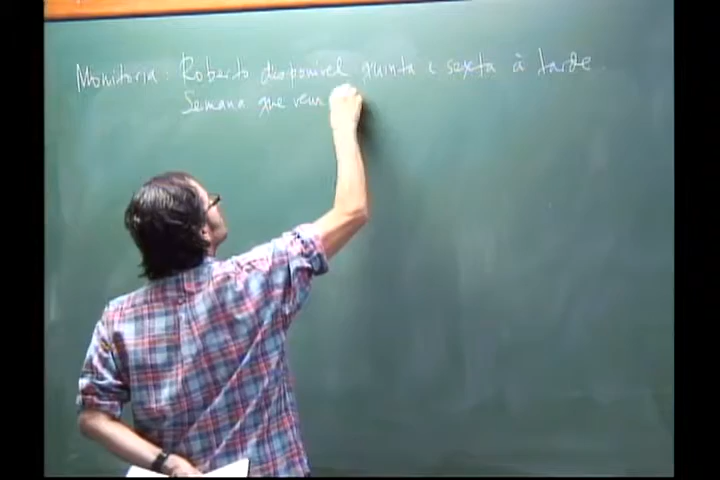 Monitoria: Roberto disponível quinta e sexta à tarde
Semana que vem